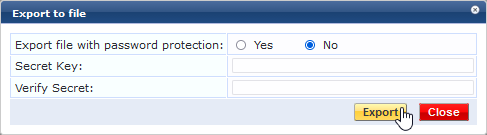 Export to file
Export file with password protection: Yes No
Secret Key:
Verify Secret:
Export Close